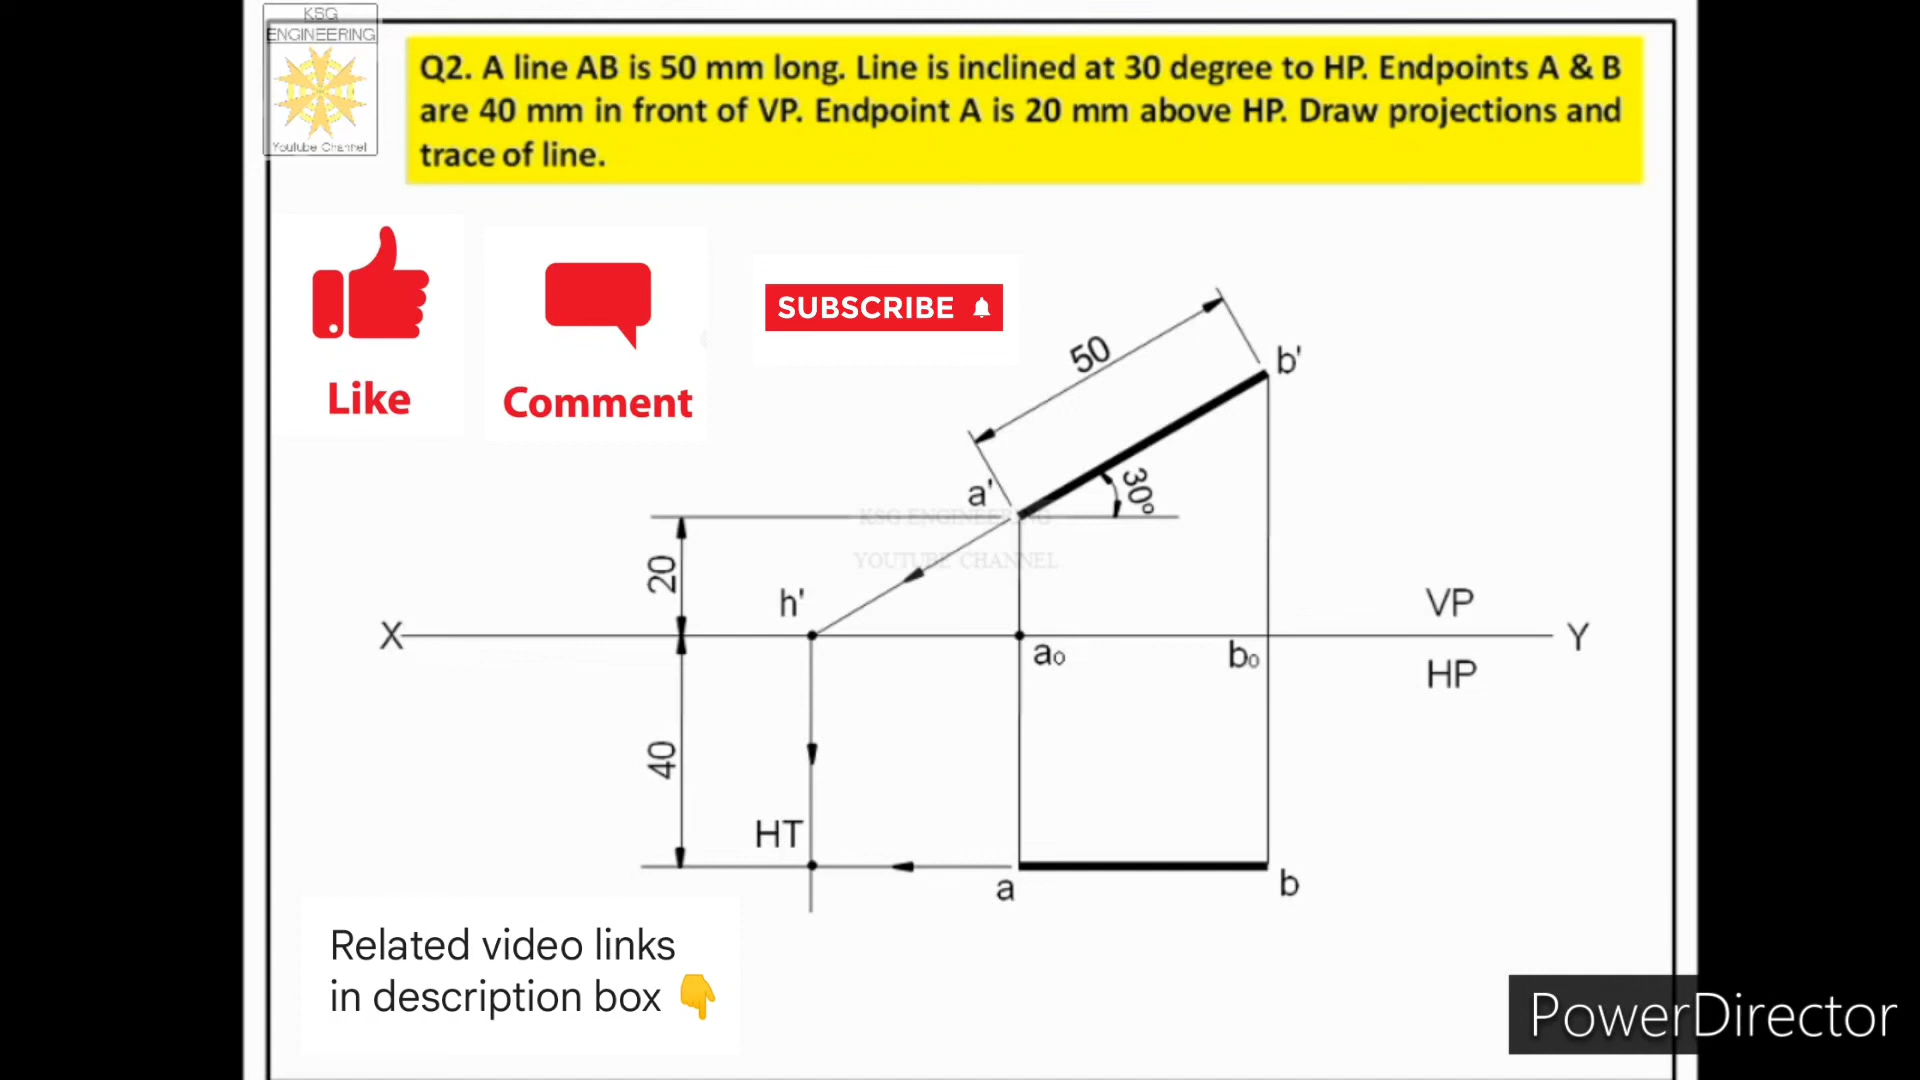 KSG
ENGINEERING
Youtube Channel
Q2. A line AB is 50 mm long. Line is inclined at 30 degree to HP. Endpoints A & B
are 40 mm in front of VP. Endpoint A is 20 mm above HP. Draw projections and
trace of line.
Like
Comment
SUBSCRIBE
50
b'
a'
30º
KSG ENGINEERING
YOUTUBE CHANNEL
20
h'
VP
X
Y
a₀
b₀
HP
40
HT
a
b
Related video links
in description box 👇
PowerDirector